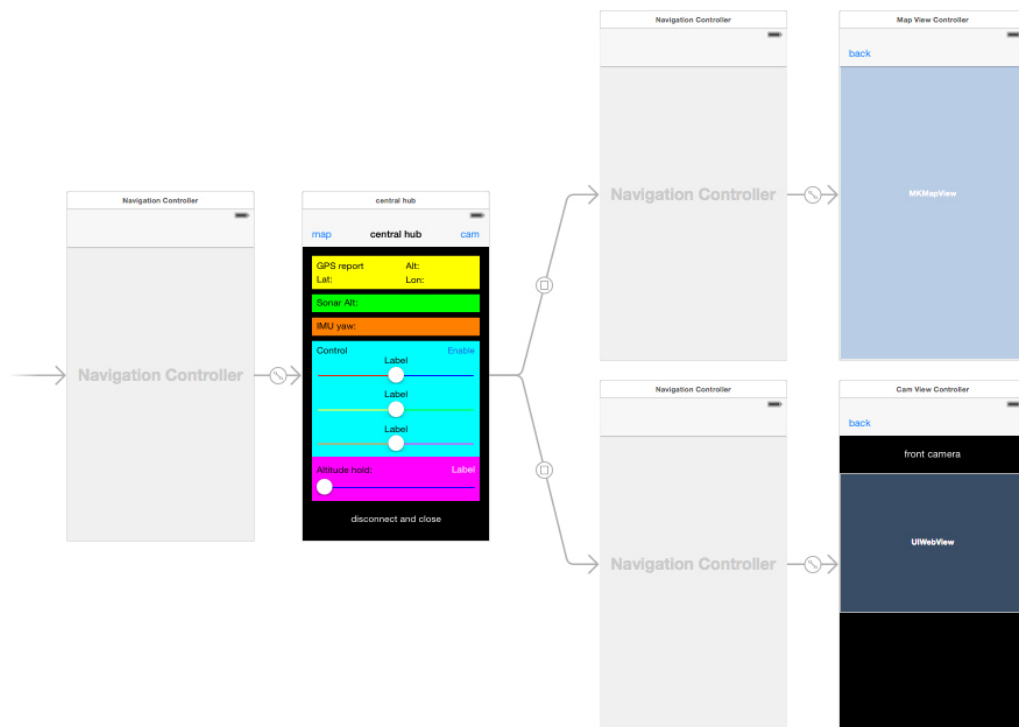 Navigation Controller
Navigation Controller
central hub
map central hub cam
GPS report Alt:
Lat: Lon:
Sonar Alt:
IMU yaw:
Control Enable
Label
Label
Label
Altitude hold: Label
disconnect and close
Navigation Controller
Navigation Controller
Map View Controller
back
MKMapView
Navigation Controller
Navigation Controller
Cam View Controller
back
front camera
UIWebView